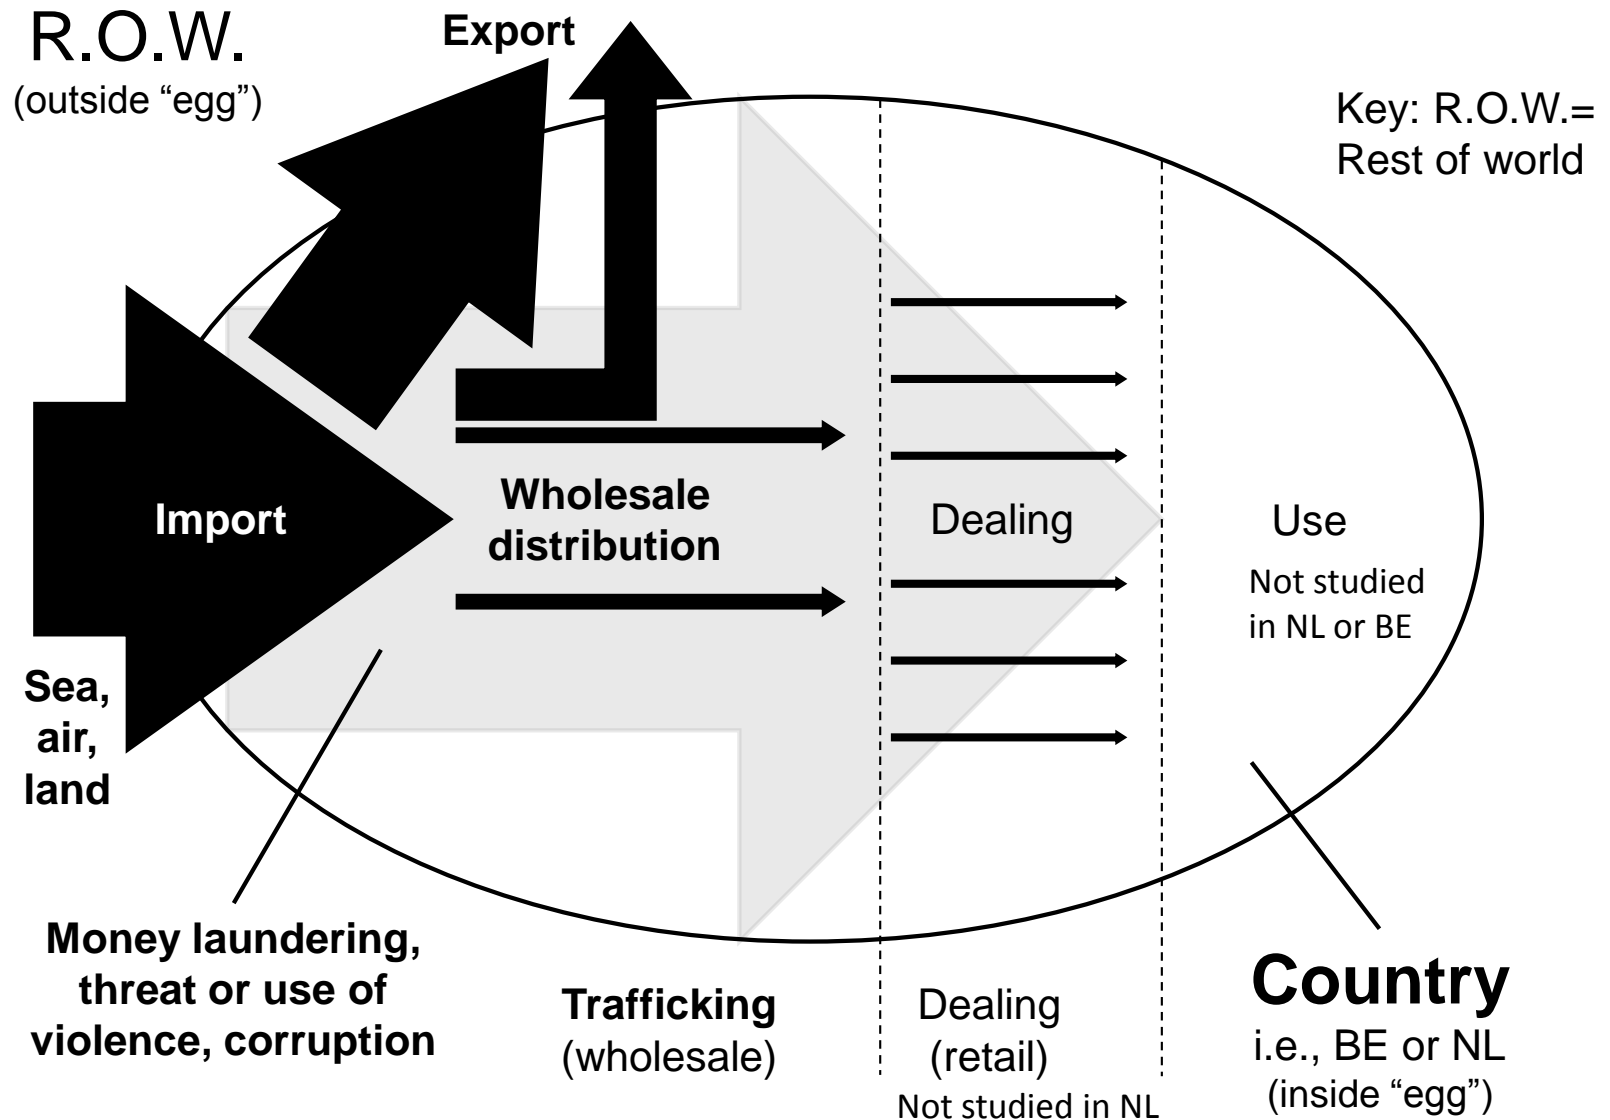 R.O.W.
(outside “egg”)
Export
Key: R.O.W.=
Rest of world
Import
Wholesale
distribution
Dealing
Use
Not studied
in NL or BE
Sea,
air,
land
Money laundering,
threat or use of
violence, corruption
Trafficking
(wholesale)
Dealing
(retail)
Not studied in NL
Country
i.e., BE or NL
(inside “egg”)